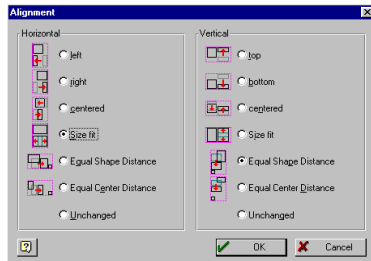 Alignment
Horizontal
left
right
centered
Size fit
Equal Shape Distance
Equal Center Distance
Unchanged
Vertical
top
bottom
centered
Size fit
Equal Shape Distance
Equal Center Distance
Unchanged
OK
Cancel